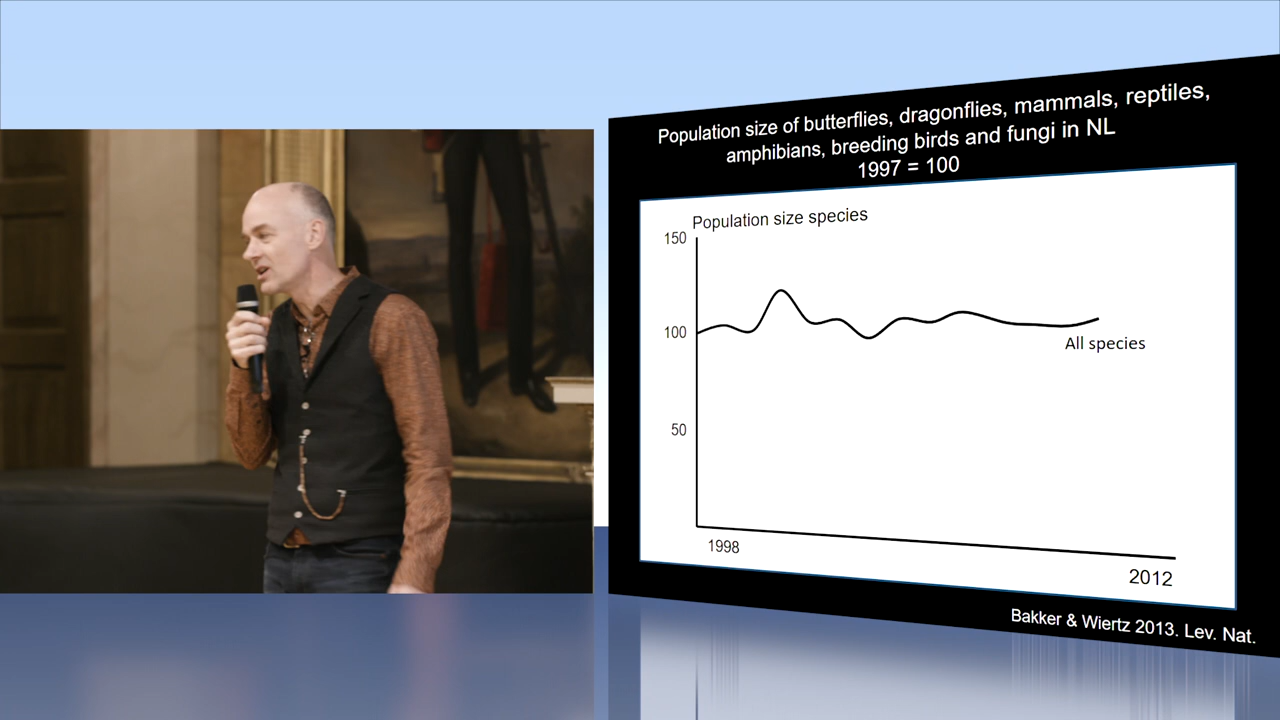 Population size of butterflies, dragonflies, mammals, reptiles,
amphibians, breeding birds and fungi in NL
1997 = 100
Population size species
150
100
50
All species
1998
2012
Bakker & Wiertz 2013. Lev. Nat.